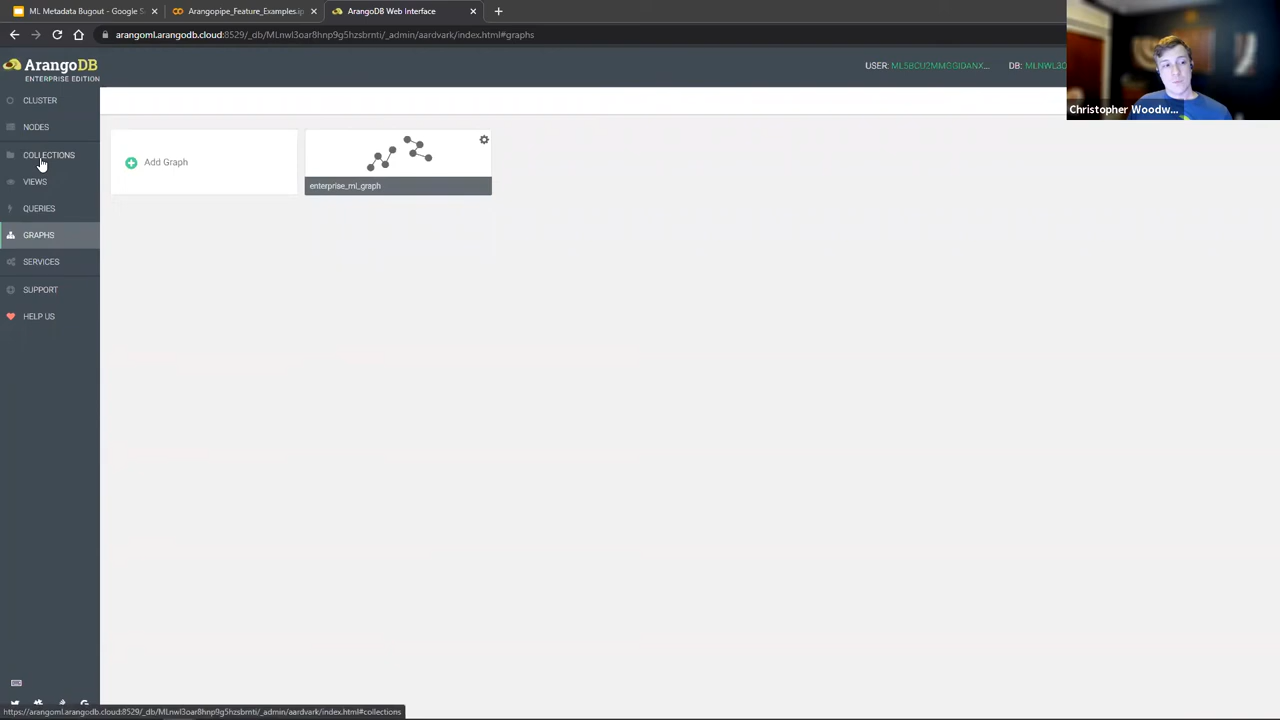 ML Metadata Bugout - Google S
Arangopipe_Feature_Examples.ip
ArangoDB Web Interface
arangoml.arangodb.cloud:8529/_db/MLnwl3oar8hnp9g5hzsbrnti/_admin/aardvark/index.html#graphs
ArangoDB
ENTERPRISE EDITION
USER: ML5BCU2MMGGIDANX...
DB: MLNWL3O
Christopher Woodw...
CLUSTER
NODES
COLLECTIONS
VIEWS
QUERIES
GRAPHS
SERVICES
SUPPORT
HELP US
Add Graph
enterprise_ml_graph
https://arangoml.arangodb.cloud:8529/_db/MLnwl3oar8hnp9g5hzsbrnti/_admin/aardvark/index.html#collections